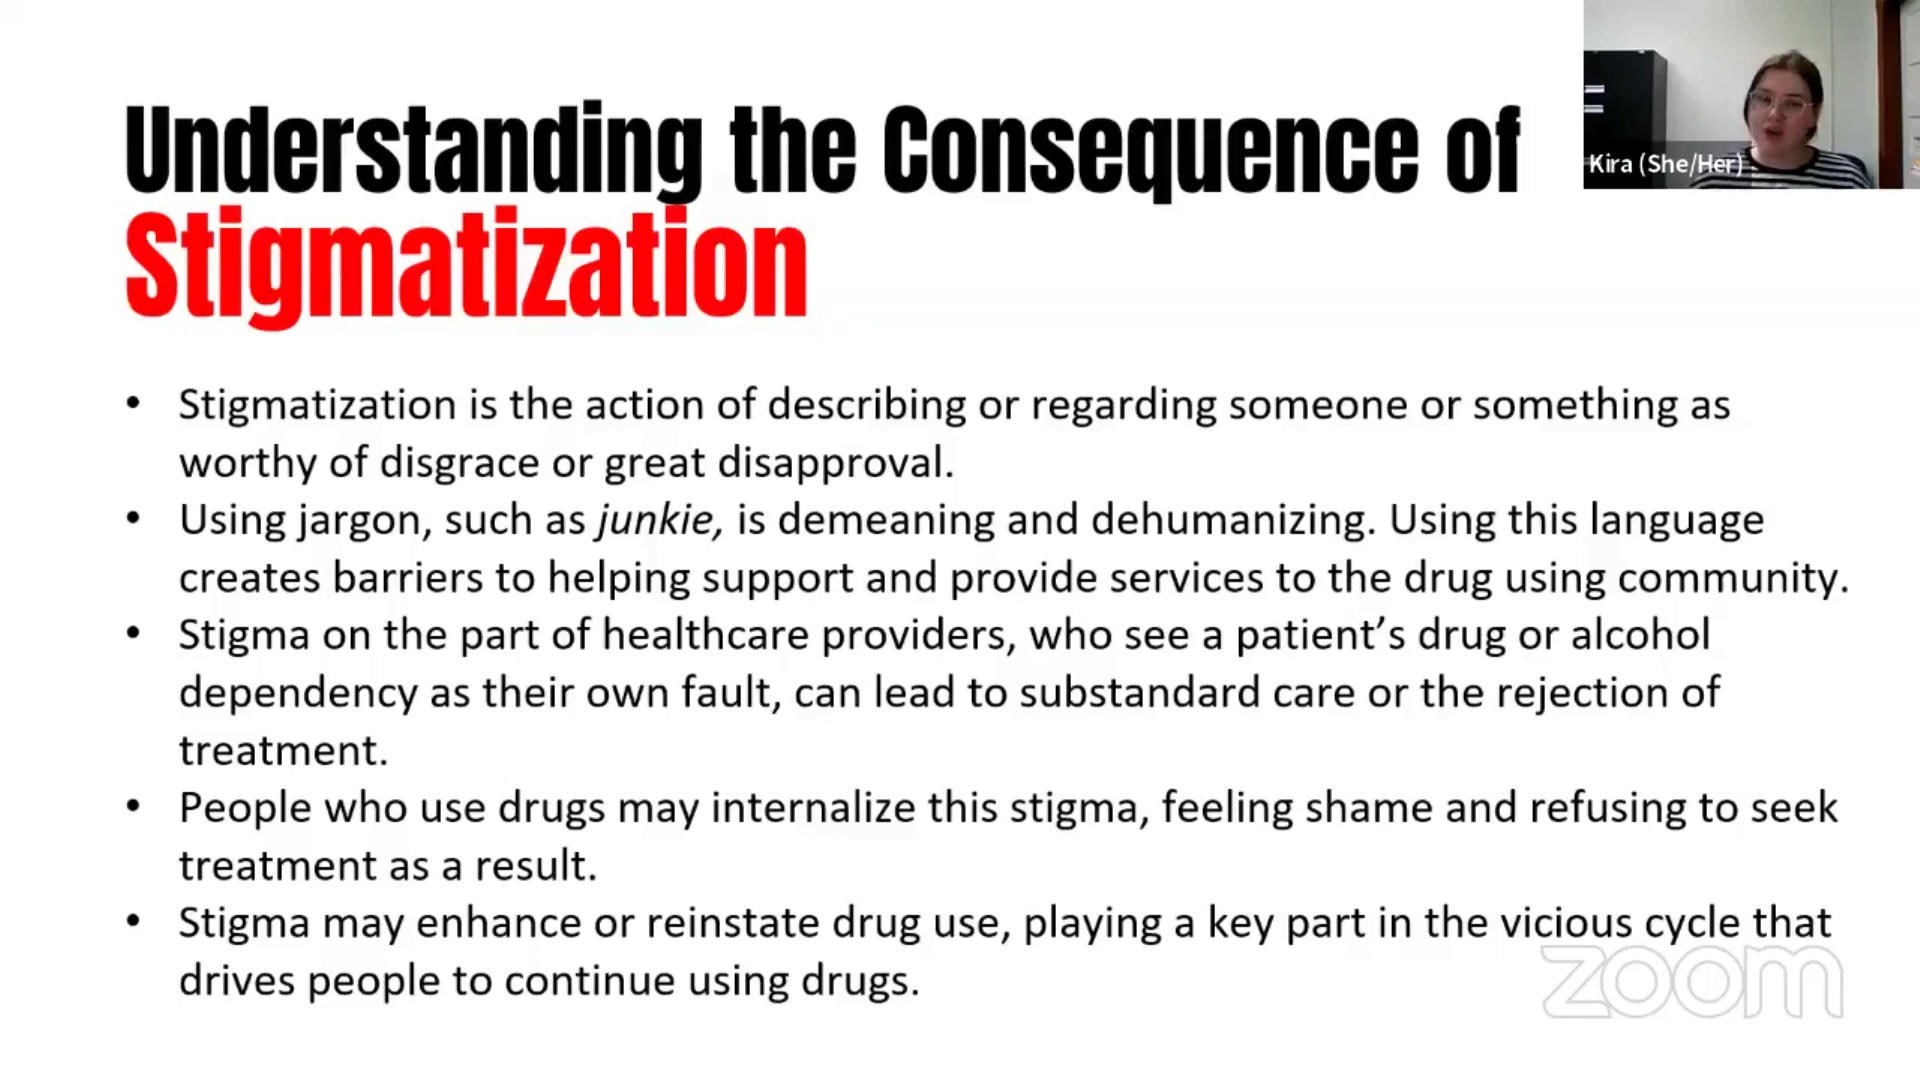 Understanding the Consequence of
Stigmatization
Kira (She/Her)
• Stigmatization is the action of describing or regarding someone or something as
worthy of disgrace or great disapproval.
• Using jargon, such as junkie, is demeaning and dehumanizing. Using this language
creates barriers to helping support and provide services to the drug using community.
• Stigma on the part of healthcare providers, who see a patient’s drug or alcohol
dependency as their own fault, can lead to substandard care or the rejection of
treatment.
• People who use drugs may internalize this stigma, feeling shame and refusing to seek
treatment as a result.
• Stigma may enhance or reinstate drug use, playing a key part in the vicious cycle that
drives people to continue using drugs.
zoom